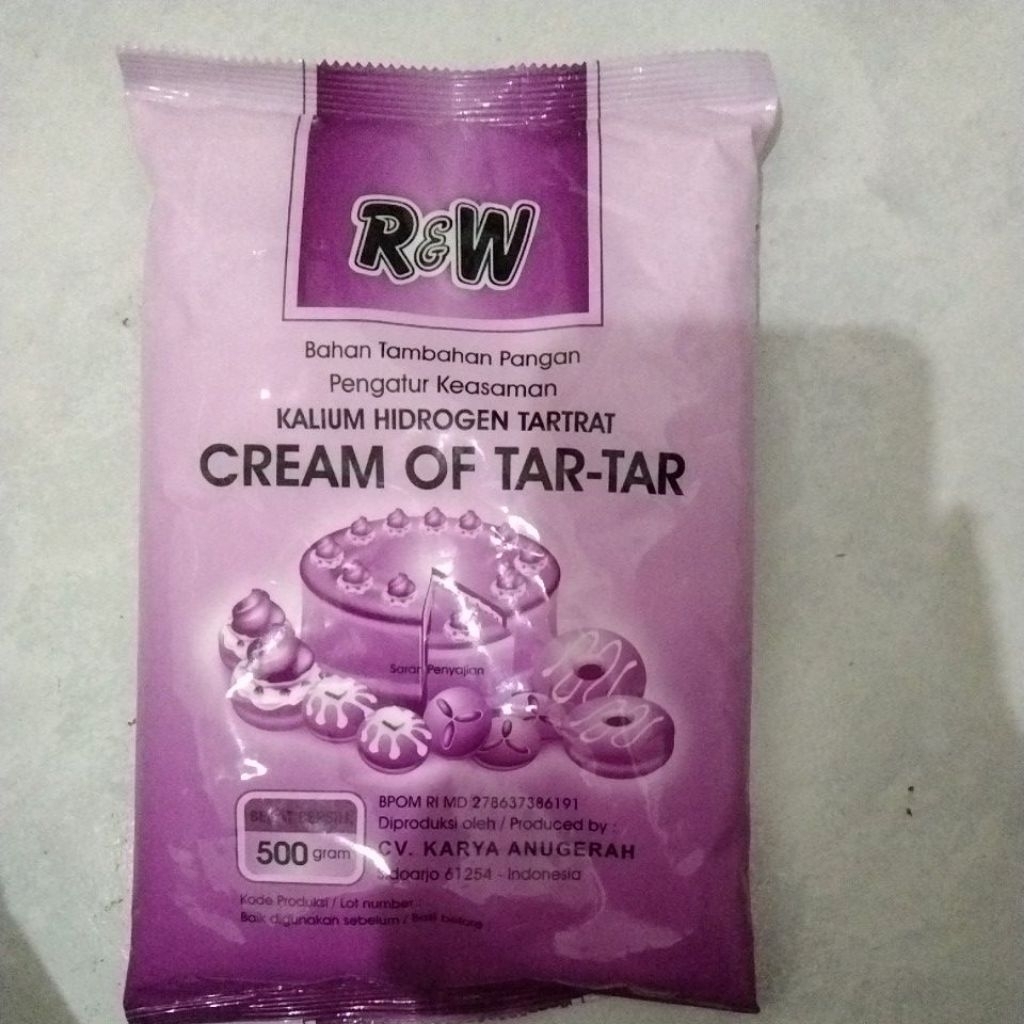 R&W
Bahan Tambahan Pangan
Pengatur Keasaman
KALIUM HIDROGEN TARTRAT
CREAM OF TAR-TAR
Saran Penyajian
BERAT BERSIH
500 gram
BPOM RI MD 278637386191
Diproduksi oleh / Produced by :
CV. KARYA ANUGERAH
Sidoarjo 61254 - Indonesia
Kode Produksi / Lot number :
Baik digunakan sebelum / Best before